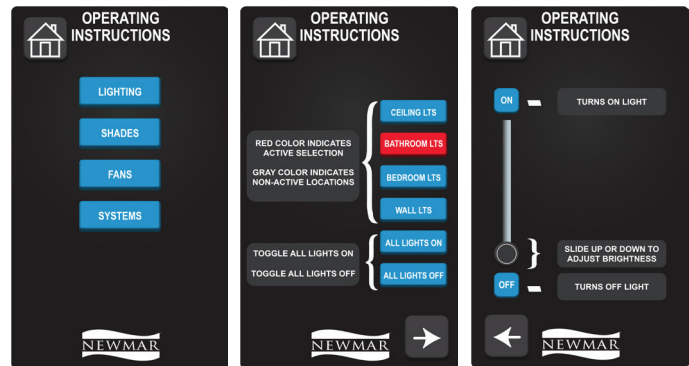 OPERATING
INSTRUCTIONS
LIGHTING
SHADES
FANS
SYSTEMS
NEWMAR
OPERATING
INSTRUCTIONS
RED COLOR INDICATES
ACTIVE SELECTION
GRAY COLOR INDICATES
NON-ACTIVE LOCATIONS
CEILING LTS
BATHROOM LTS
BEDROOM LTS
WALL LTS
TOGGLE ALL LIGHTS ON
TOGGLE ALL LIGHTS OFF
ALL LIGHTS ON
ALL LIGHTS OFF
NEWMAR
OPERATING
INSTRUCTIONS
ON
TURNS ON LIGHT
SLIDE UP OR DOWN TO
ADJUST BRIGHTNESS
OFF
TURNS OFF LIGHT
NEWMAR